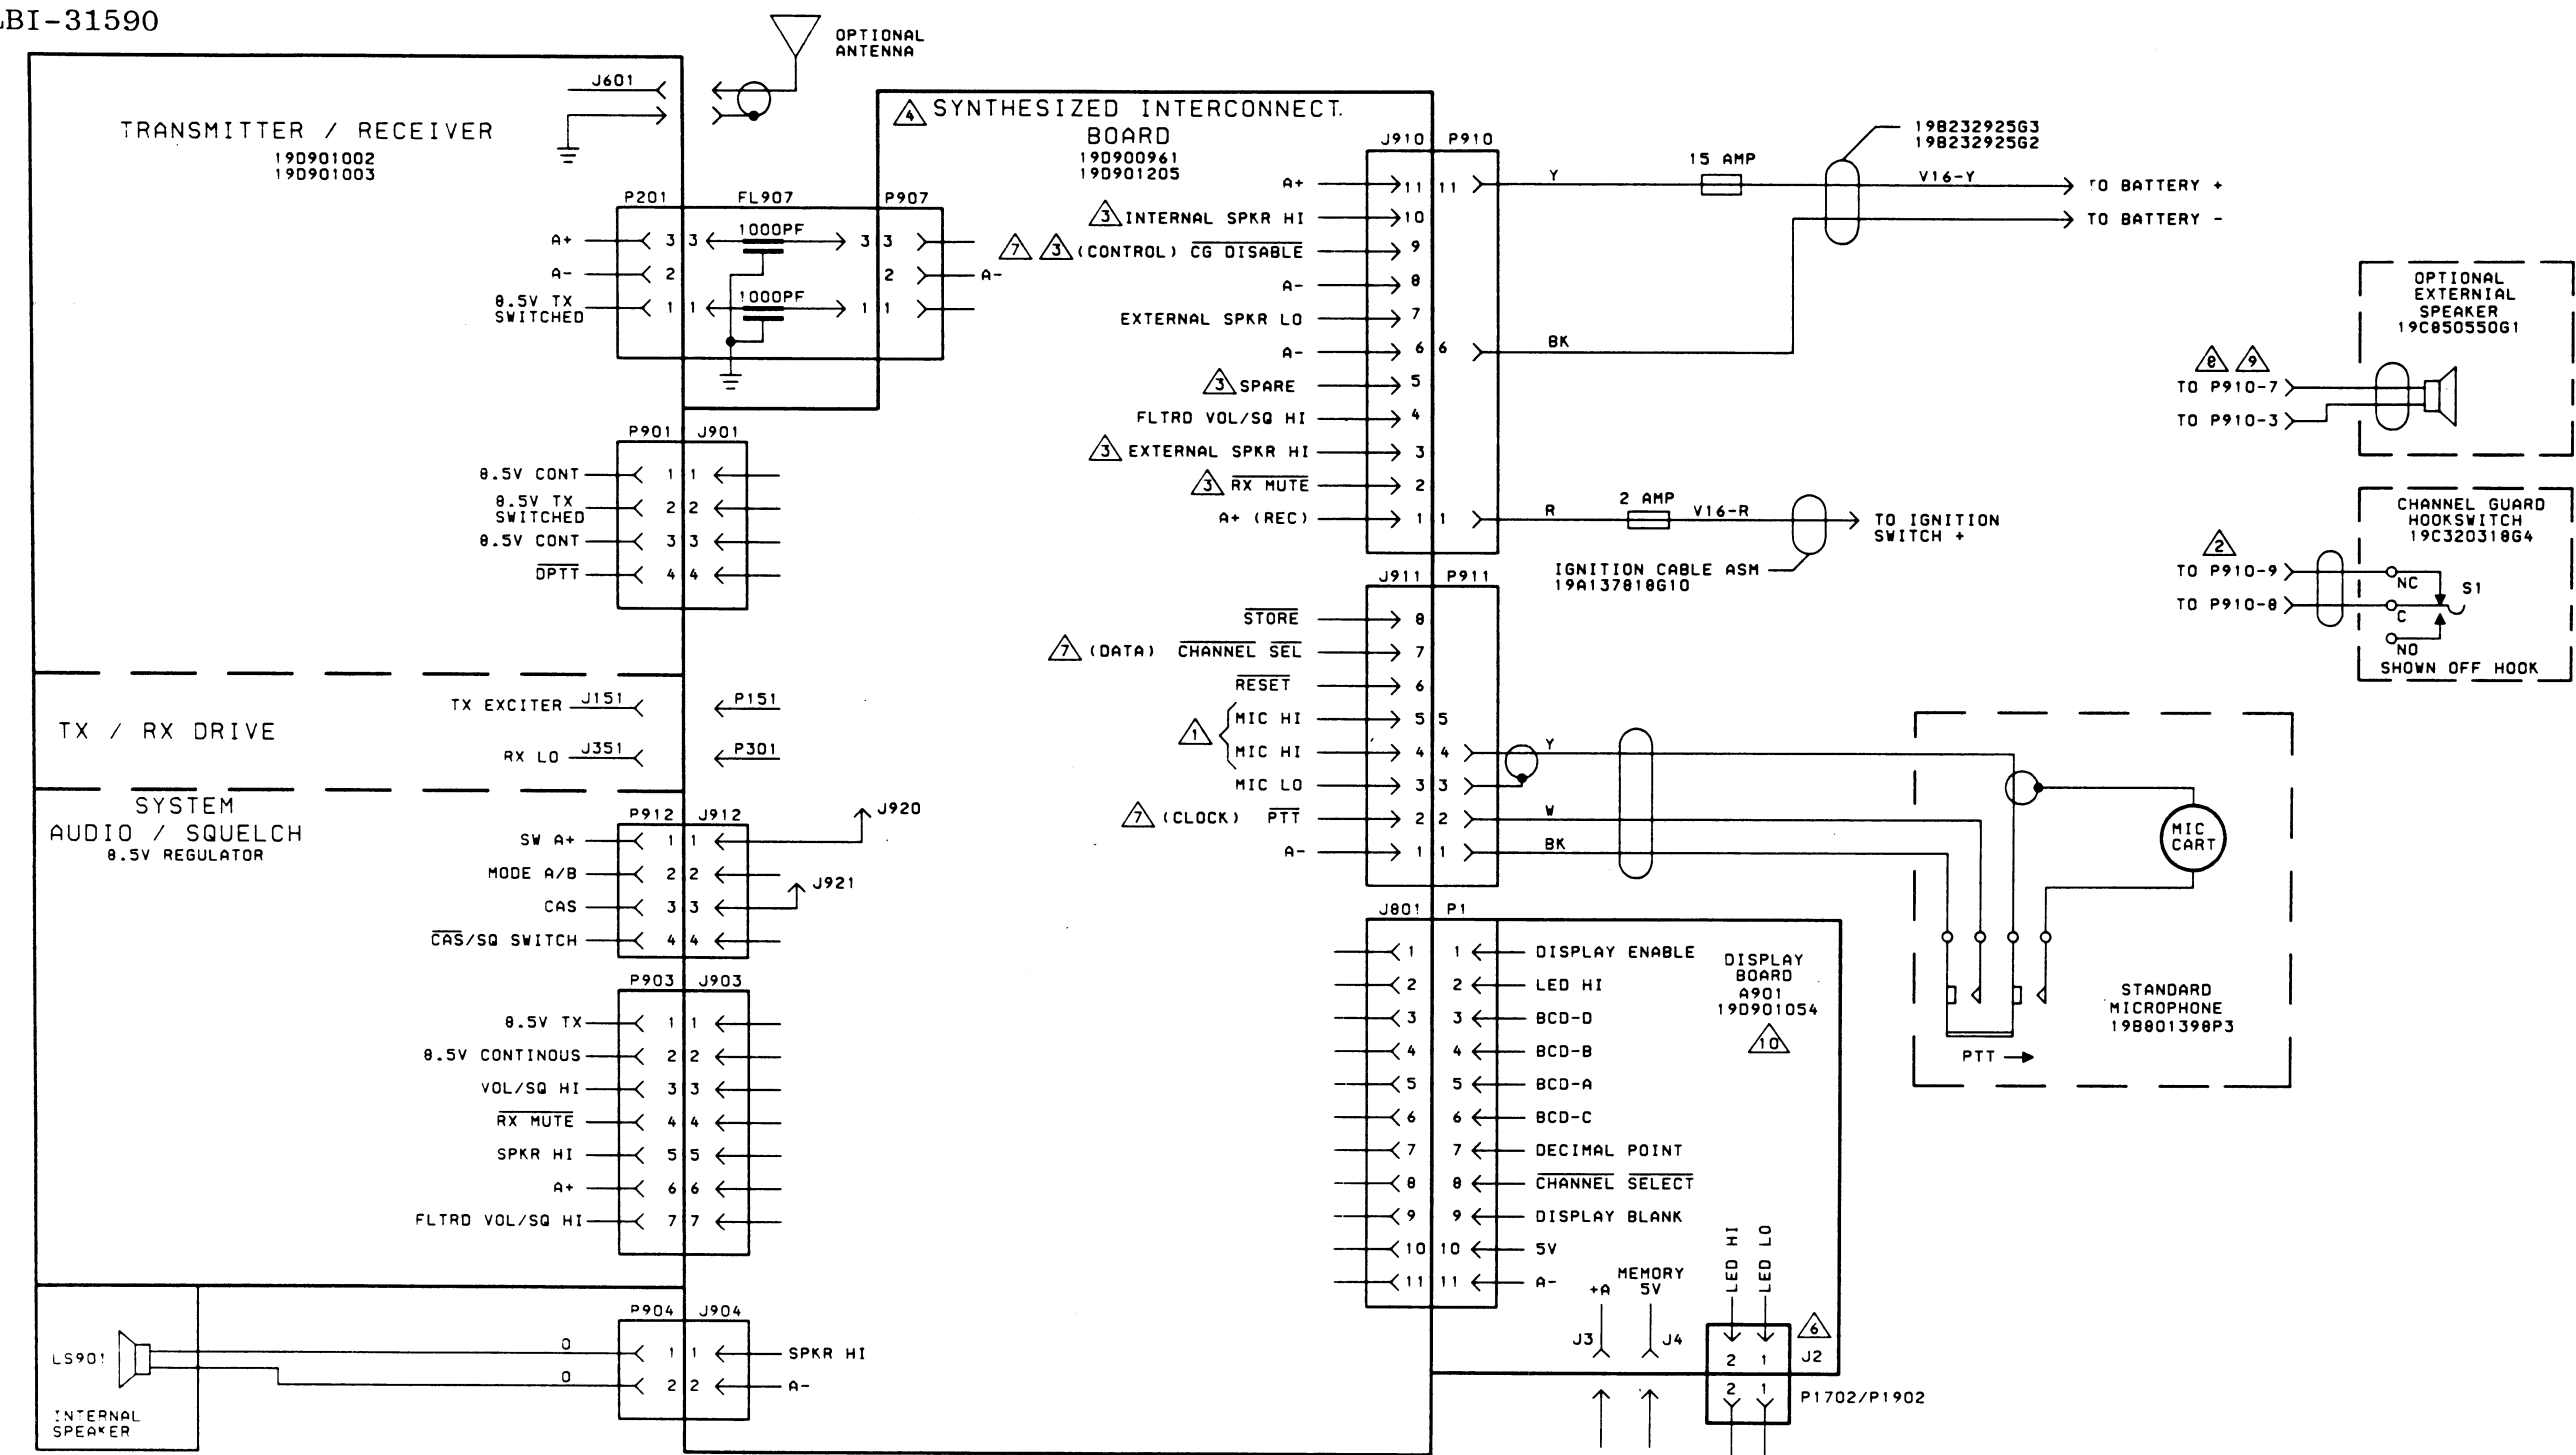 LBI-31590
OPTIONAL
ANTENNA
J601
TRANSMITTER / RECEIVER
19D901002
19D901003
4 SYNTHESIZED INTERCONNECT
BOARD
19D900961
19D901205
P201 FL907 P907
A+ 3 3 1000PF 3 3
A- 2 2 A-
8.5V TX
SWITCHED 1 1 1000PF 1 1
P901 J901
8.5V CONT 1 1
8.5V TX
SWITCHED 2 2
8.5V CONT 3 3
DPTT 4 4
TX / RX DRIVE
TX EXCITER J151 P151
RX LO J351 P301
SYSTEM
AUDIO / SQUELCH
8.5V REGULATOR
P912 J912
SW A+ 1 1 J920
MODE A/B 2 2
CAS 3 3 J921
CAS/SQ SWITCH 4 4
P903 J903
8.5V TX 1 1
8.5V CONTINOUS 2 2
VOL/SQ HI 3 3
RX MUTE 4 4
SPKR HI 5 5
A+ 6 6
FLTRD VOL/SQ HI 7 7
P904 J904
LS901 O 1 1 SPKR HI
O 2 2 A-
INTERNAL
SPEAKER
J910 P910
A+ 11 11 Y 15 AMP V16-Y TO BATTERY +
19B232925G3
19B232925G2
3 INTERNAL SPKR HI 10 TO BATTERY -
7 3 (CONTROL) CG DISABLE 9
A- 8
EXTERNAL SPKR LO 7
A- 6 6 BK
3 SPARE 5
FLTRD VOL/SQ HI 4
3 EXTERNAL SPKR HI 3
3 RX MUTE 2
A+ (REC) 1 1 R 2 AMP V16-R TO IGNITION
SWITCH +
IGNITION CABLE ASM
19A137818G10
OPTIONAL
EXTERNIAL
SPEAKER
19C850550G1
8 9
TO P910-7
TO P910-3
CHANNEL GUARD
HOOKSWITCH
19C320318G4
2
TO P910-9 NC S1
TO P910-8 C
NO
SHOWN OFF HOOK
J911 P911
STORE 8
7 (DATA) CHANNEL SEL 7
RESET 6
MIC HI 5 5
1
MIC HI 4 4 Y
MIC LO 3 3
7 (CLOCK) PTT 2 2 W
A- 1 1 BK
MIC
CART
STANDARD
MICROPHONE
19B801398P3
PTT
J801 P1
1 1 DISPLAY ENABLE
2 2 LED HI
3 3 BCD-D
4 4 BCD-B
5 5 BCD-A
6 6 BCD-C
7 7 DECIMAL POINT
8 8 CHANNEL SELECT
9 9 DISPLAY BLANK
10 10 5V
11 11 A-
DISPLAY
BOARD
A901
19D901054
10
+A MEMORY
5V
LED HI
LED LO
J3 J4
6
2 1 J2
2 1 P1702/P1902